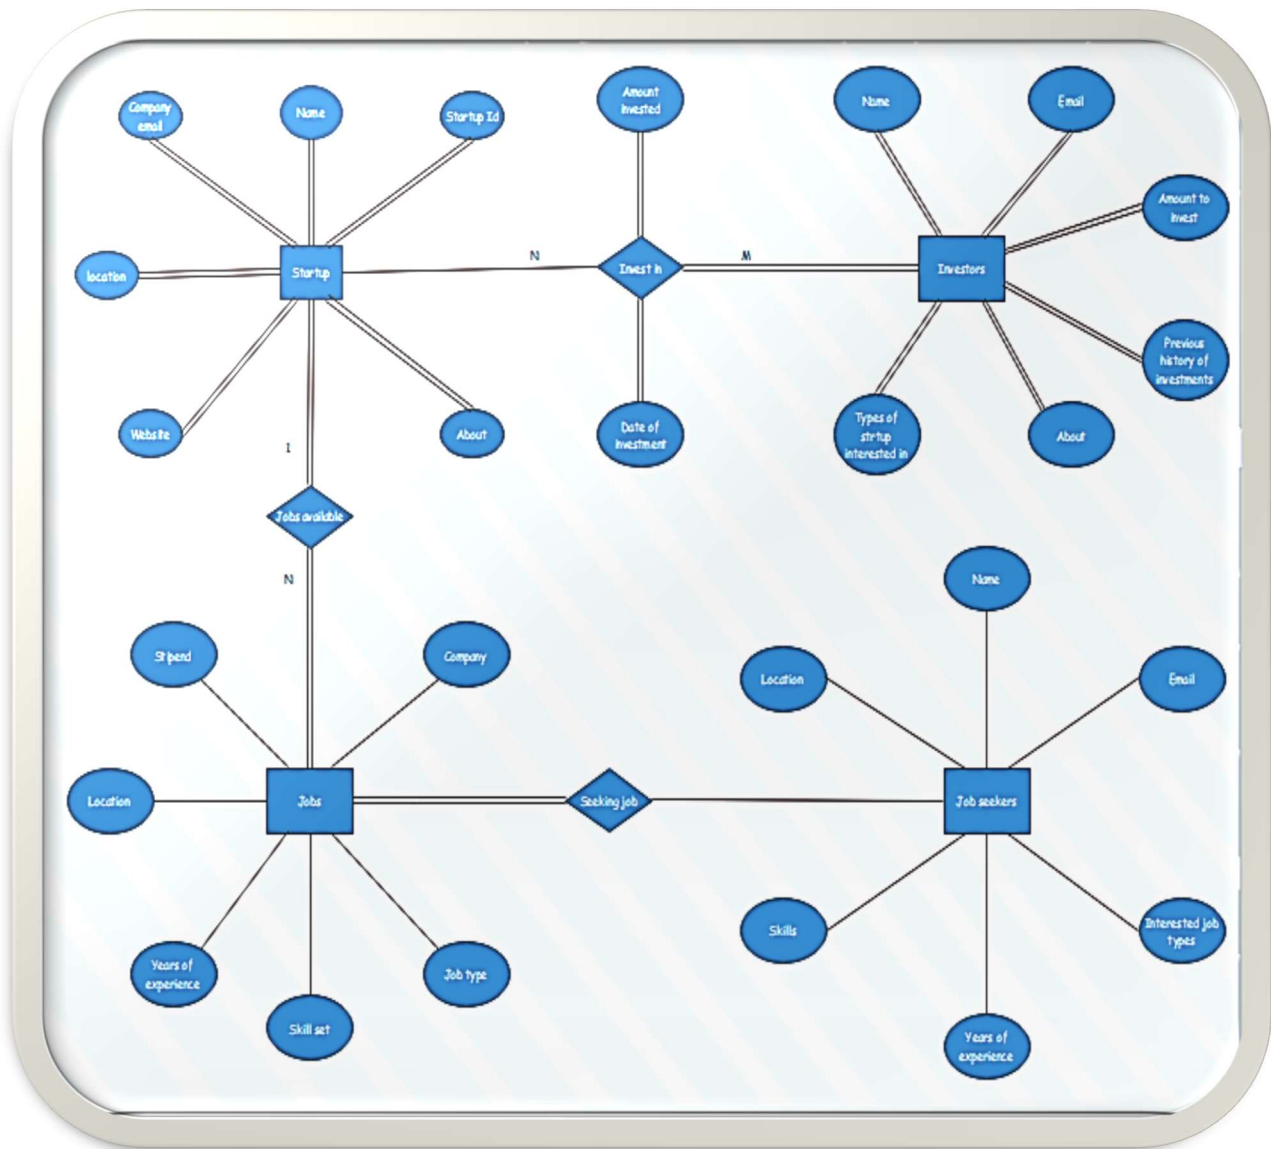 Company
email
Name
Startup Id
Amount
invested
Name
Email
Amount to
invest
location
Startup
N
Invest in
M
Investors
Previous
history of
investments
Website
About
Date of
investment
Types of
strtup
interested in
About
1
Jobs available
N
Name
Stipend
Company
Location
Email
Location
Jobs
Seeking job
Job seekers
Skills
Interested job
types
Years of
experience
Job type
Skill set
Years of
experience